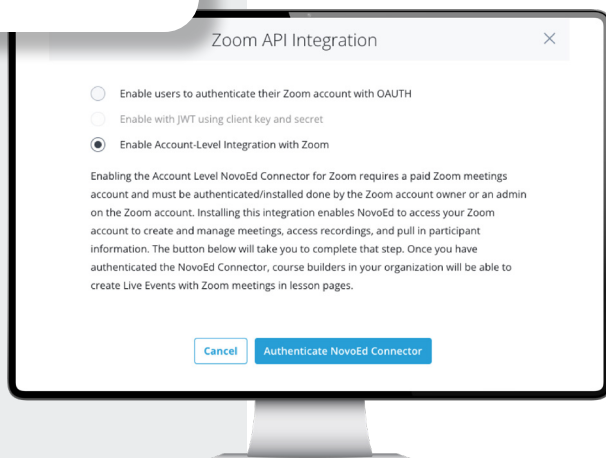 Zoom API Integration
Enable users to authenticate their Zoom account with OAUTH
Enable with JWT using client key and secret
Enable Account-Level Integration with Zoom
Enabling the Account Level NovoEd Connector for Zoom requires a paid Zoom meetings
account and must be authenticated/installed done by the Zoom account owner or an admin
on the Zoom account. Installing this integration enables NovoEd to access your Zoom
account to create and manage meetings, access recordings, and pull in participant
information. The button below will take you to complete that step. Once you have
authenticated the NovoEd Connector, course builders in your organization will be able to
create Live Events with Zoom meetings in lesson pages.
Cancel Authenticate NovoEd Connector